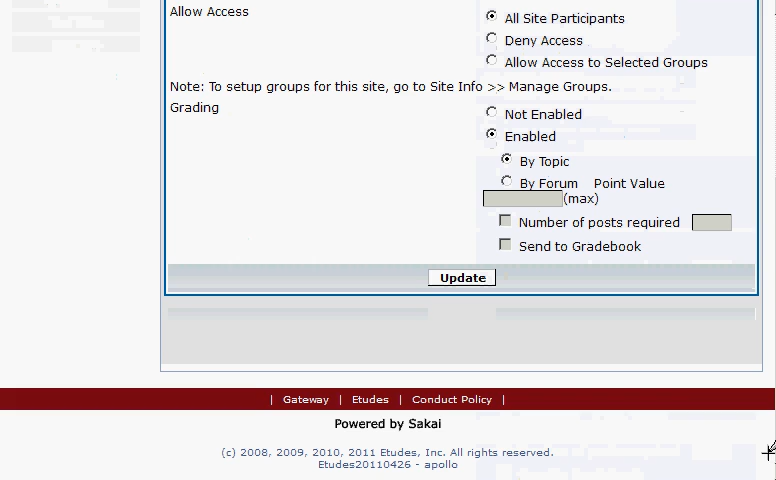 Allow Access
All Site Participants
Deny Access
Allow Access to Selected Groups
Note: To setup groups for this site, go to Site Info >> Manage Groups.
Grading
Not Enabled
Enabled
By Topic
By Forum Point Value
(max)
Number of posts required
Send to Gradebook
Update
| Gateway | Etudes | Conduct Policy |
Powered by Sakai
(c) 2008, 2009, 2010, 2011 Etudes, Inc. All rights reserved.
Etudes20110426 - apollo